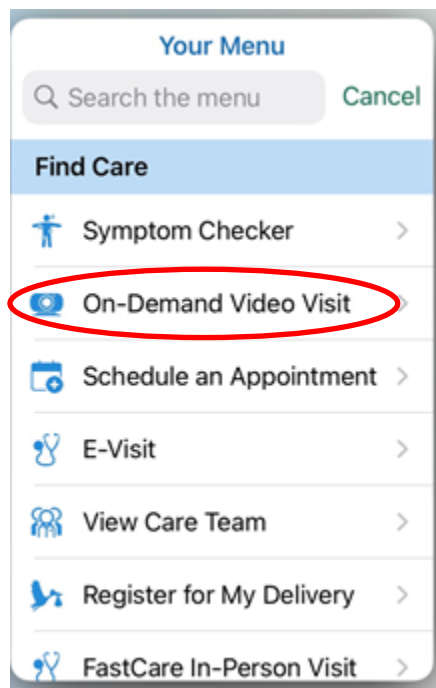 Your Menu
Search the menu Cancel
Find Care
Symptom Checker
On-Demand Video Visit
Schedule an Appointment
E-Visit
View Care Team
Register for My Delivery
FastCare In-Person Visit